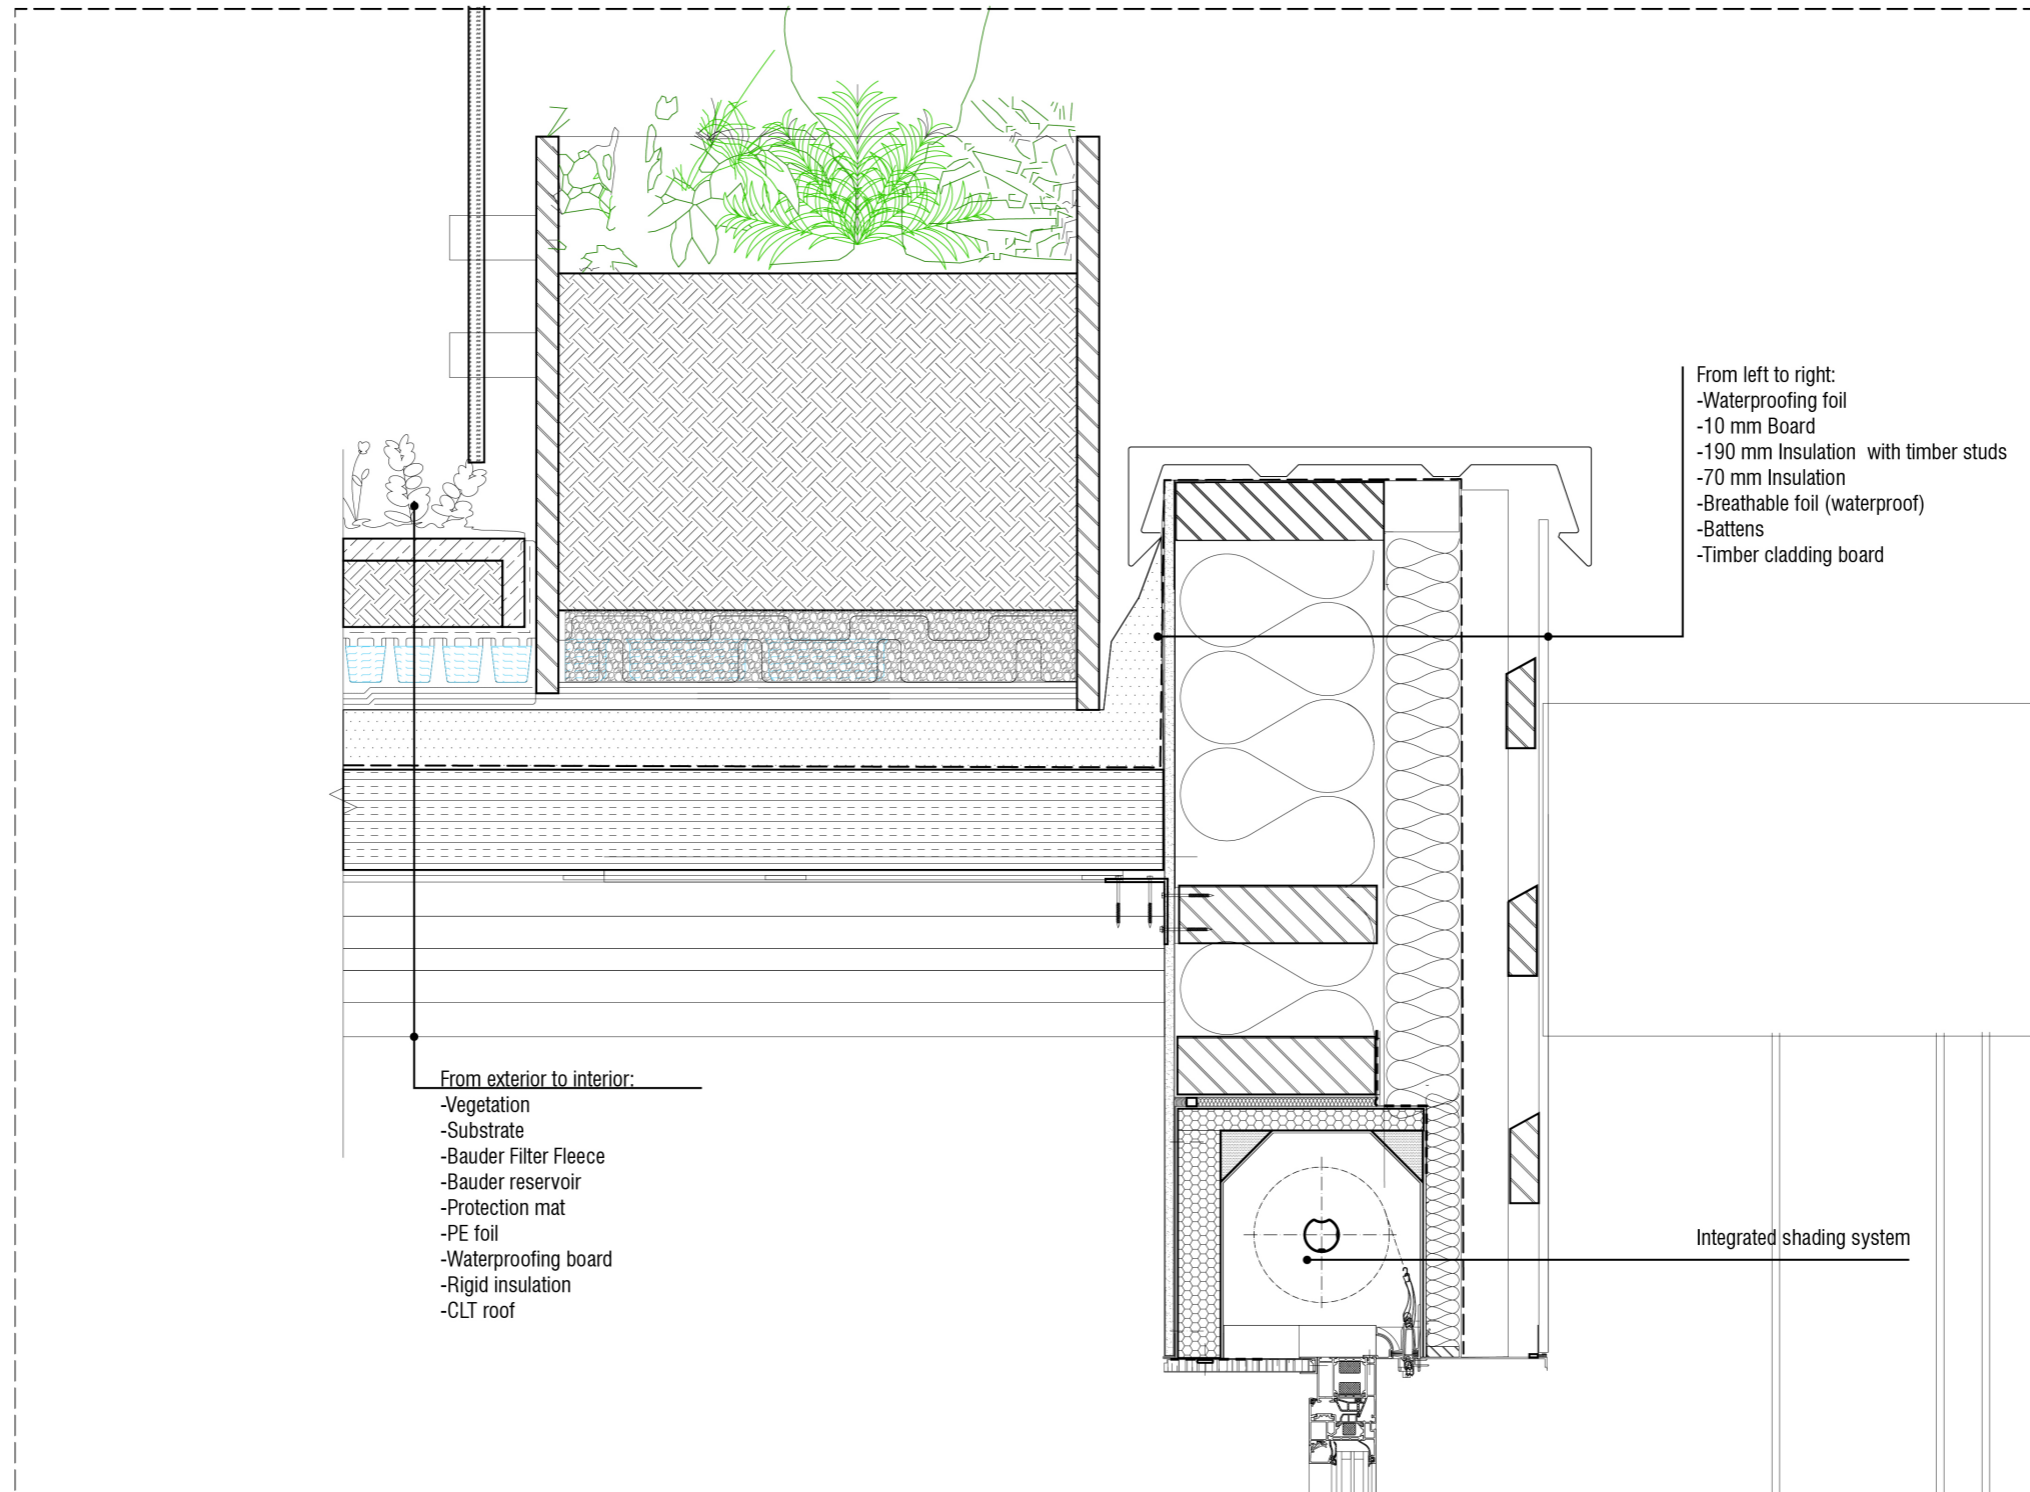 From left to right:
-Waterproofing foil
-10 mm Board
-190 mm Insulation  with timber studs
-70 mm Insulation
-Breathable foil (waterproof)
-Battens
-Timber cladding board
From exterior to interior:
-Vegetation
-Substrate
-Bauder Filter Fleece
-Bauder reservoir
-Protection mat
-PE foil
-Waterproofing board
-Rigid insulation
-CLT roof
Integrated shading system